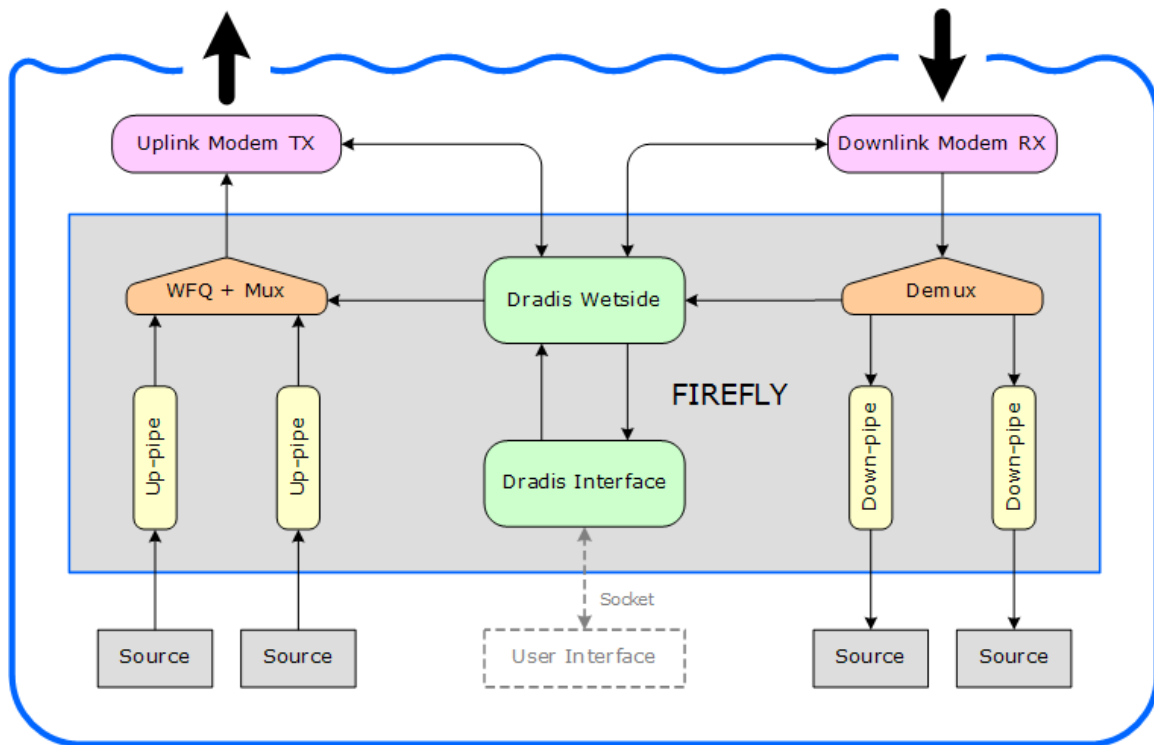 Uplink Modem TX
Downlink Modem RX
WFQ + Mux
Dradis Wetside
Demux
FIREFLY
Up-pipe
Up-pipe
Dradis Interface
Down-pipe
Down-pipe
Socket
Source
Source
User Interface
Source
Source